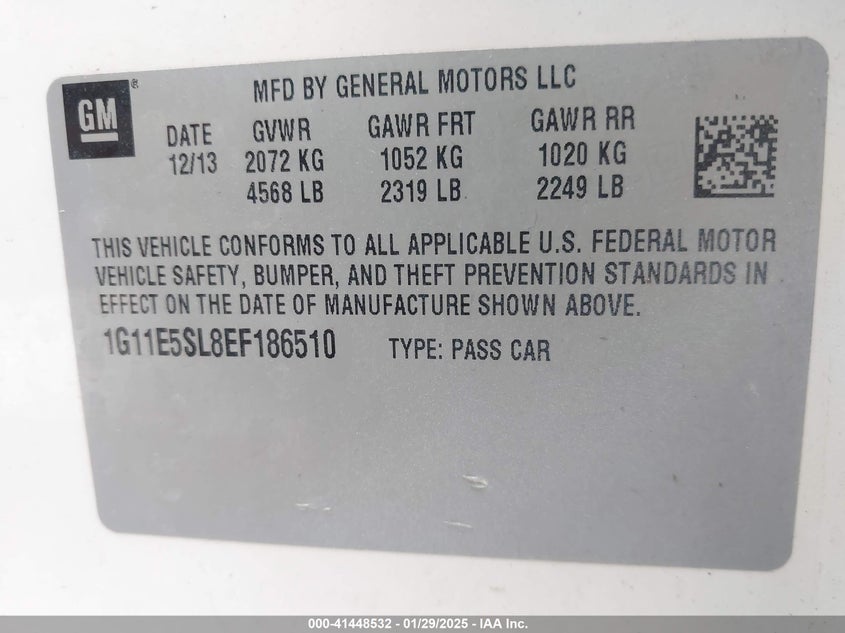 GM
MFD BY GENERAL MOTORS LLC
DATE GVWR GAWR FRT GAWR RR
12/13 2072 KG 1052 KG 1020 KG
4568 LB 2319 LB 2249 LB
THIS VEHICLE CONFORMS TO ALL APPLICABLE U.S. FEDERAL MOTOR
VEHICLE SAFETY, BUMPER, AND THEFT PREVENTION STANDARDS IN
EFFECT ON THE DATE OF MANUFACTURE SHOWN ABOVE.
1G11E5SL8EF186510 TYPE: PASS CAR
000-41448532 - 01/29/2025 - IAA Inc.